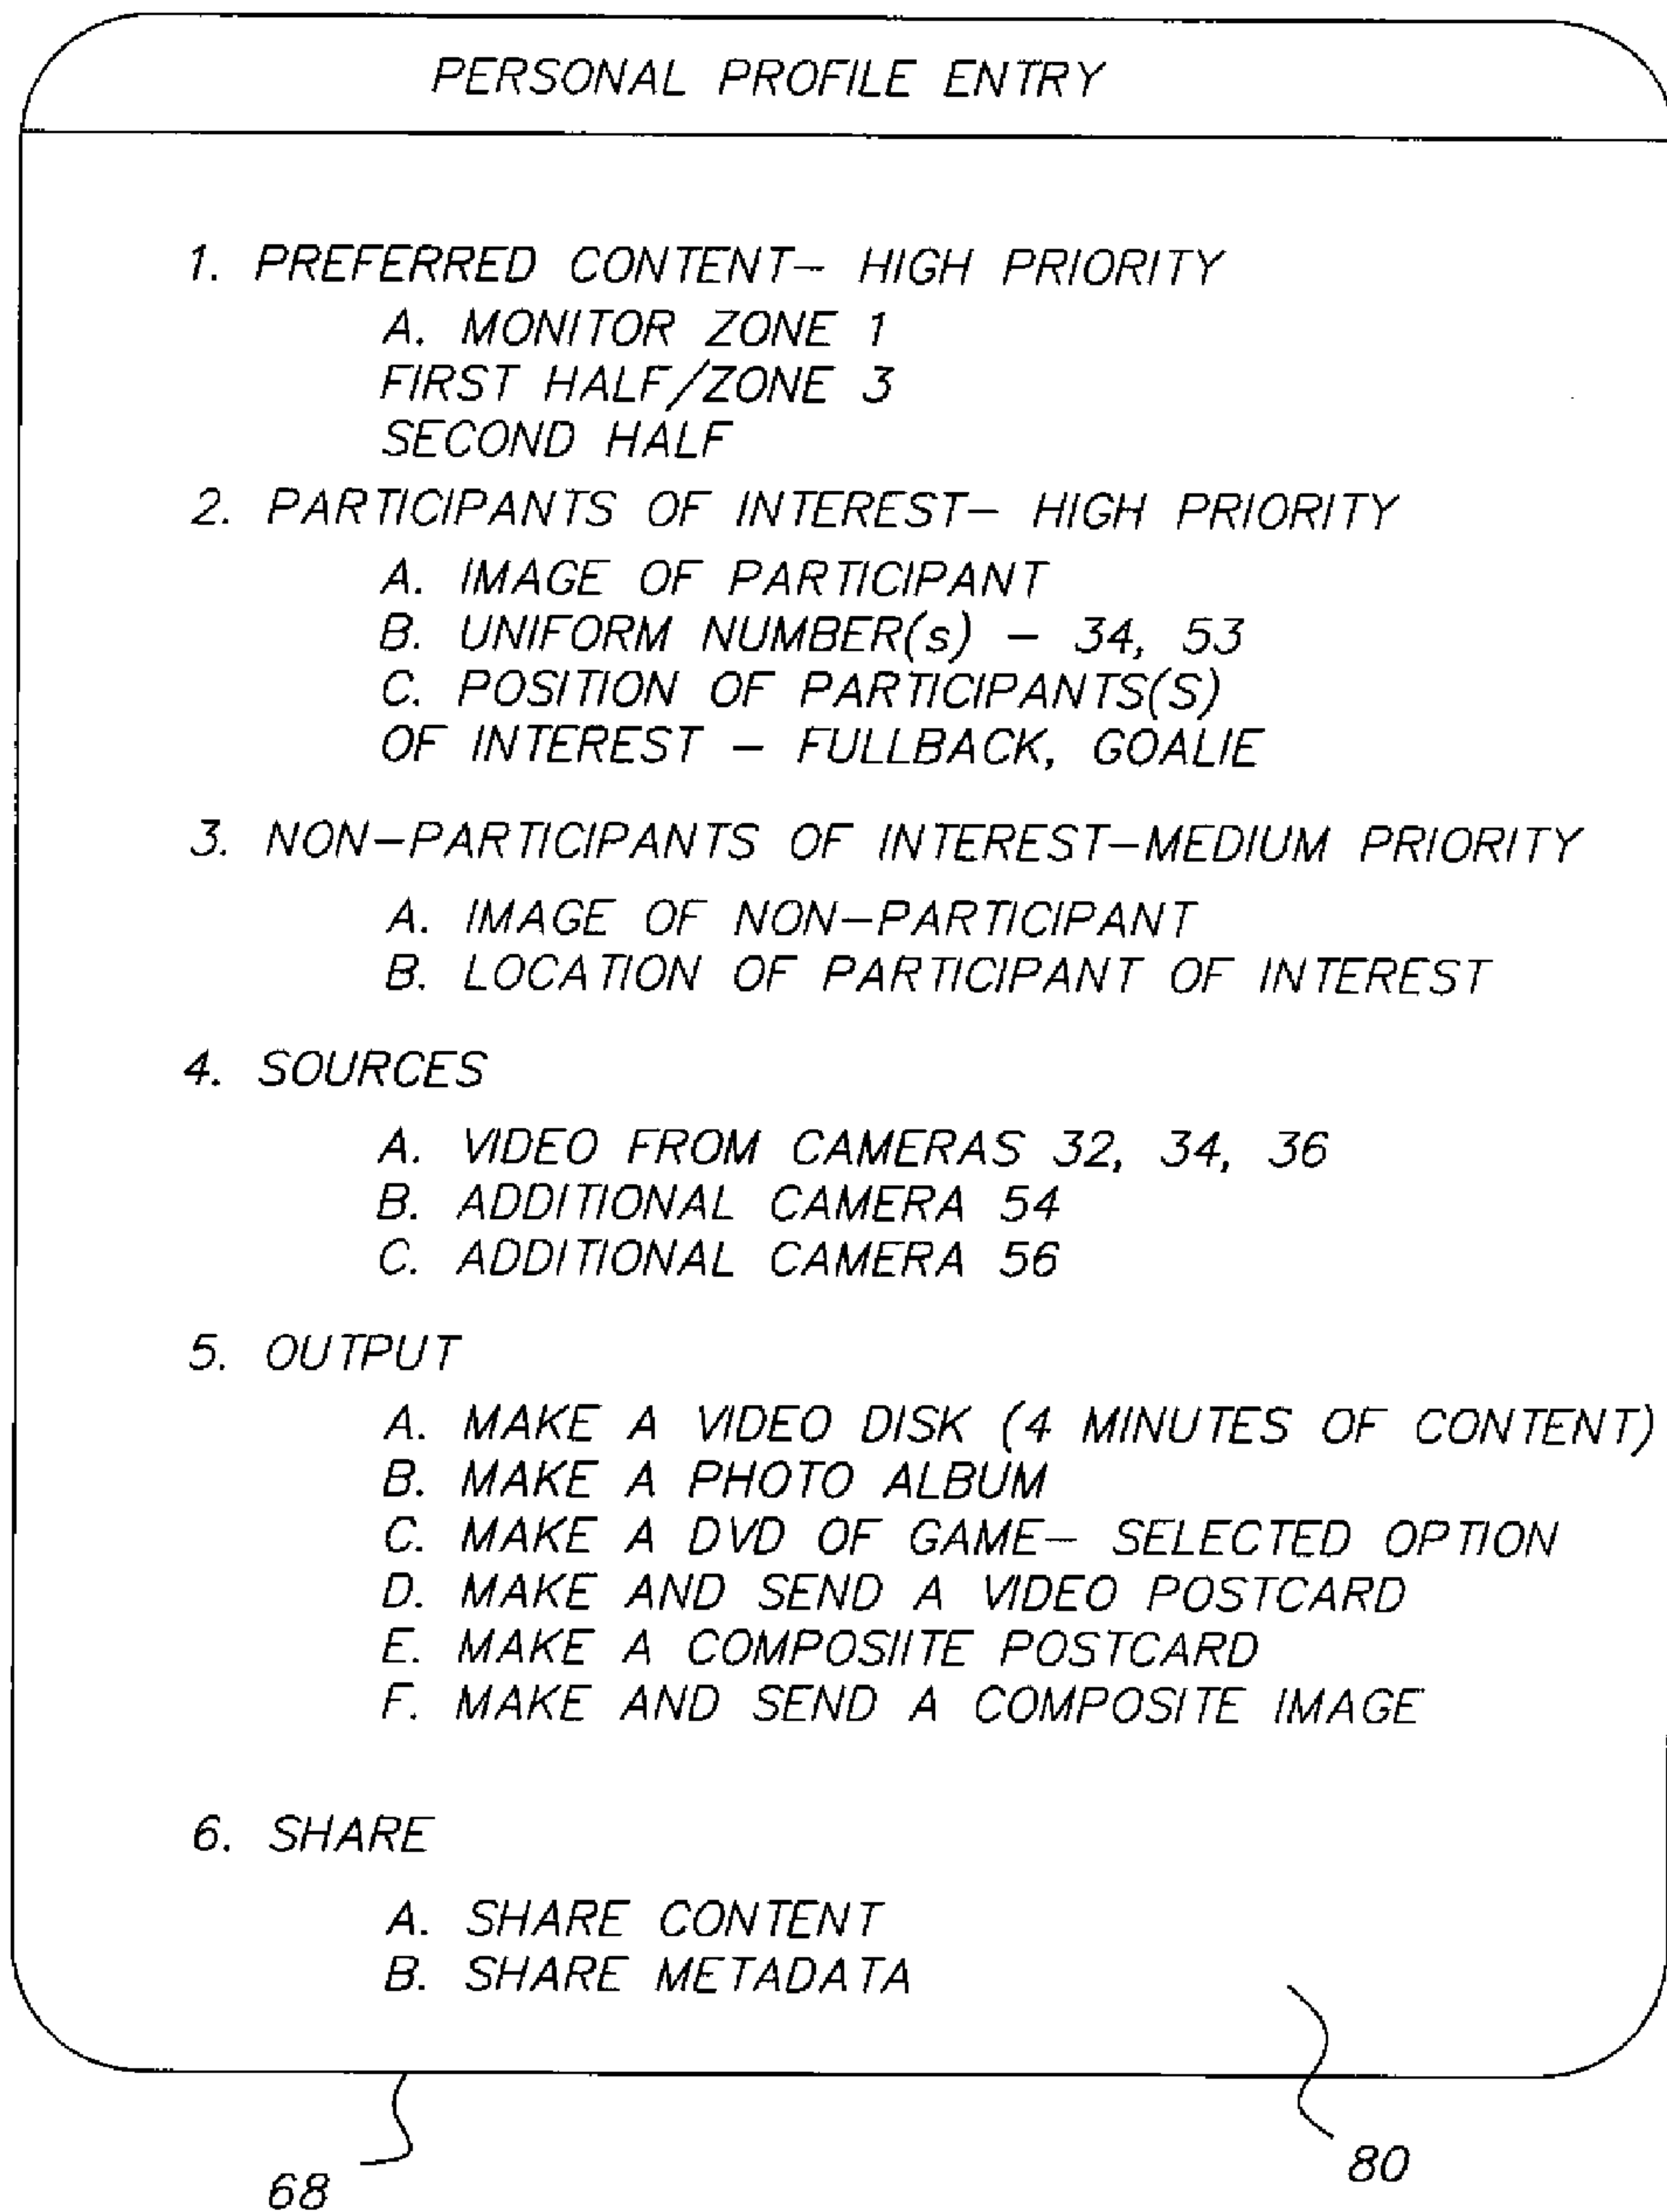 PERSONAL PROFILE ENTRY
1. PREFERRED CONTENT— HIGH PRIORITY
A. MONITOR ZONE 1
FIRST HALF/ZONE 3
SECOND HALF
2. PARTICIPANTS OF INTEREST— HIGH PRIORITY
A. IMAGE OF PARTICIPANT
B. UNIFORM NUMBER(s) — 34, 53
C. POSITION OF PARTICIPANTS(S)
OF INTEREST — FULLBACK, GOALIE
3. NON—PARTICIPANTS OF INTEREST—MEDIUM PRIORITY
A. IMAGE OF NON—PARTICIPANT
B. LOCATION OF PARTICIPANT OF INTEREST
4. SOURCES
A. VIDEO FROM CAMERAS 32, 34, 36
B. ADDITIONAL CAMERA 54
C. ADDITIONAL CAMERA 56
5. OUTPUT
A. MAKE A VIDEO DISK (4 MINUTES OF CONTENT)
B. MAKE A PHOTO ALBUM
C. MAKE A DVD OF GAME— SELECTED OPTION
D. MAKE AND SEND A VIDEO POSTCARD
E. MAKE A COMPOSIITE POSTCARD
F. MAKE AND SEND A COMPOSITE IMAGE
6. SHARE
A. SHARE CONTENT
B. SHARE METADATA
68
80